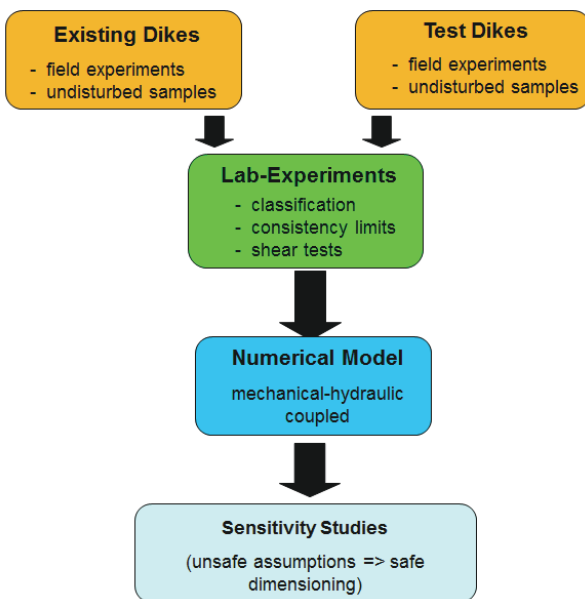 Existing Dikes
- field experiments
- undisturbed samples
Test Dikes
- field experiments
- undisturbed samples
Lab-Experiments
- classification
- consistency limits
- shear tests
Numerical Model
mechanical-hydraulic
coupled
Sensitivity Studies
(unsafe assumptions => safe
dimensioning)